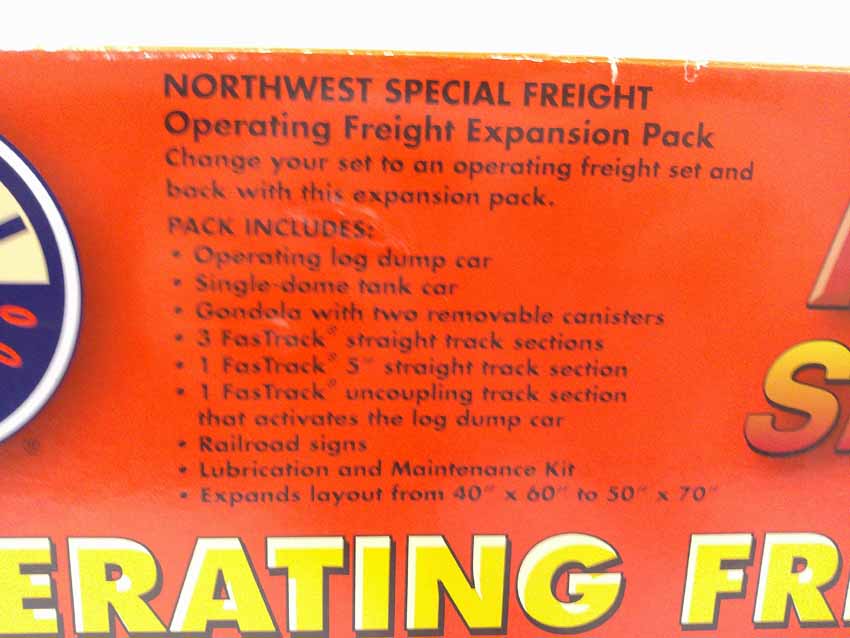 NORTHWEST SPECIAL FREIGHT
Operating Freight Expansion Pack
Change your set to an operating freight set and
back with this expansion pack.
PACK INCLUDES:
• Operating log dump car
• Single-dome tank car
• Gondola with two removable canisters
• 3 FasTrack® straight track sections
• 1 FasTrack® 5" straight track section
• 1 FasTrack® uncoupling track section
that activates the log dump car
• Railroad signs
• Lubrication and Maintenance Kit
• Expands layout from 40" x 60" to 50" x 70"
ERATING FR